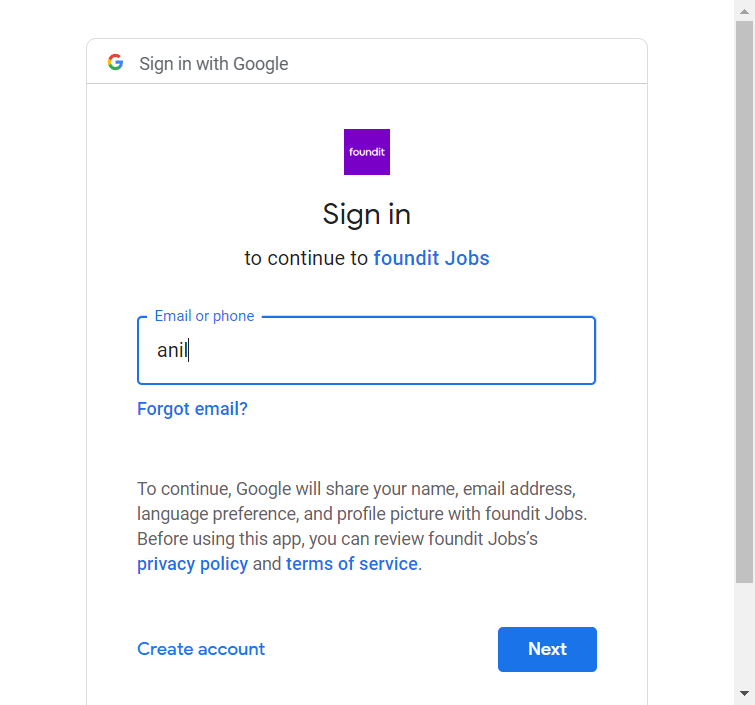 Sign in with Google
foundit
Sign in
to continue to foundit Jobs
Email or phone
anil
Forgot email?
To continue, Google will share your name, email address,
language preference, and profile picture with foundit Jobs.
Before using this app, you can review foundit Jobs’s
privacy policy and terms of service.
Create account
Next